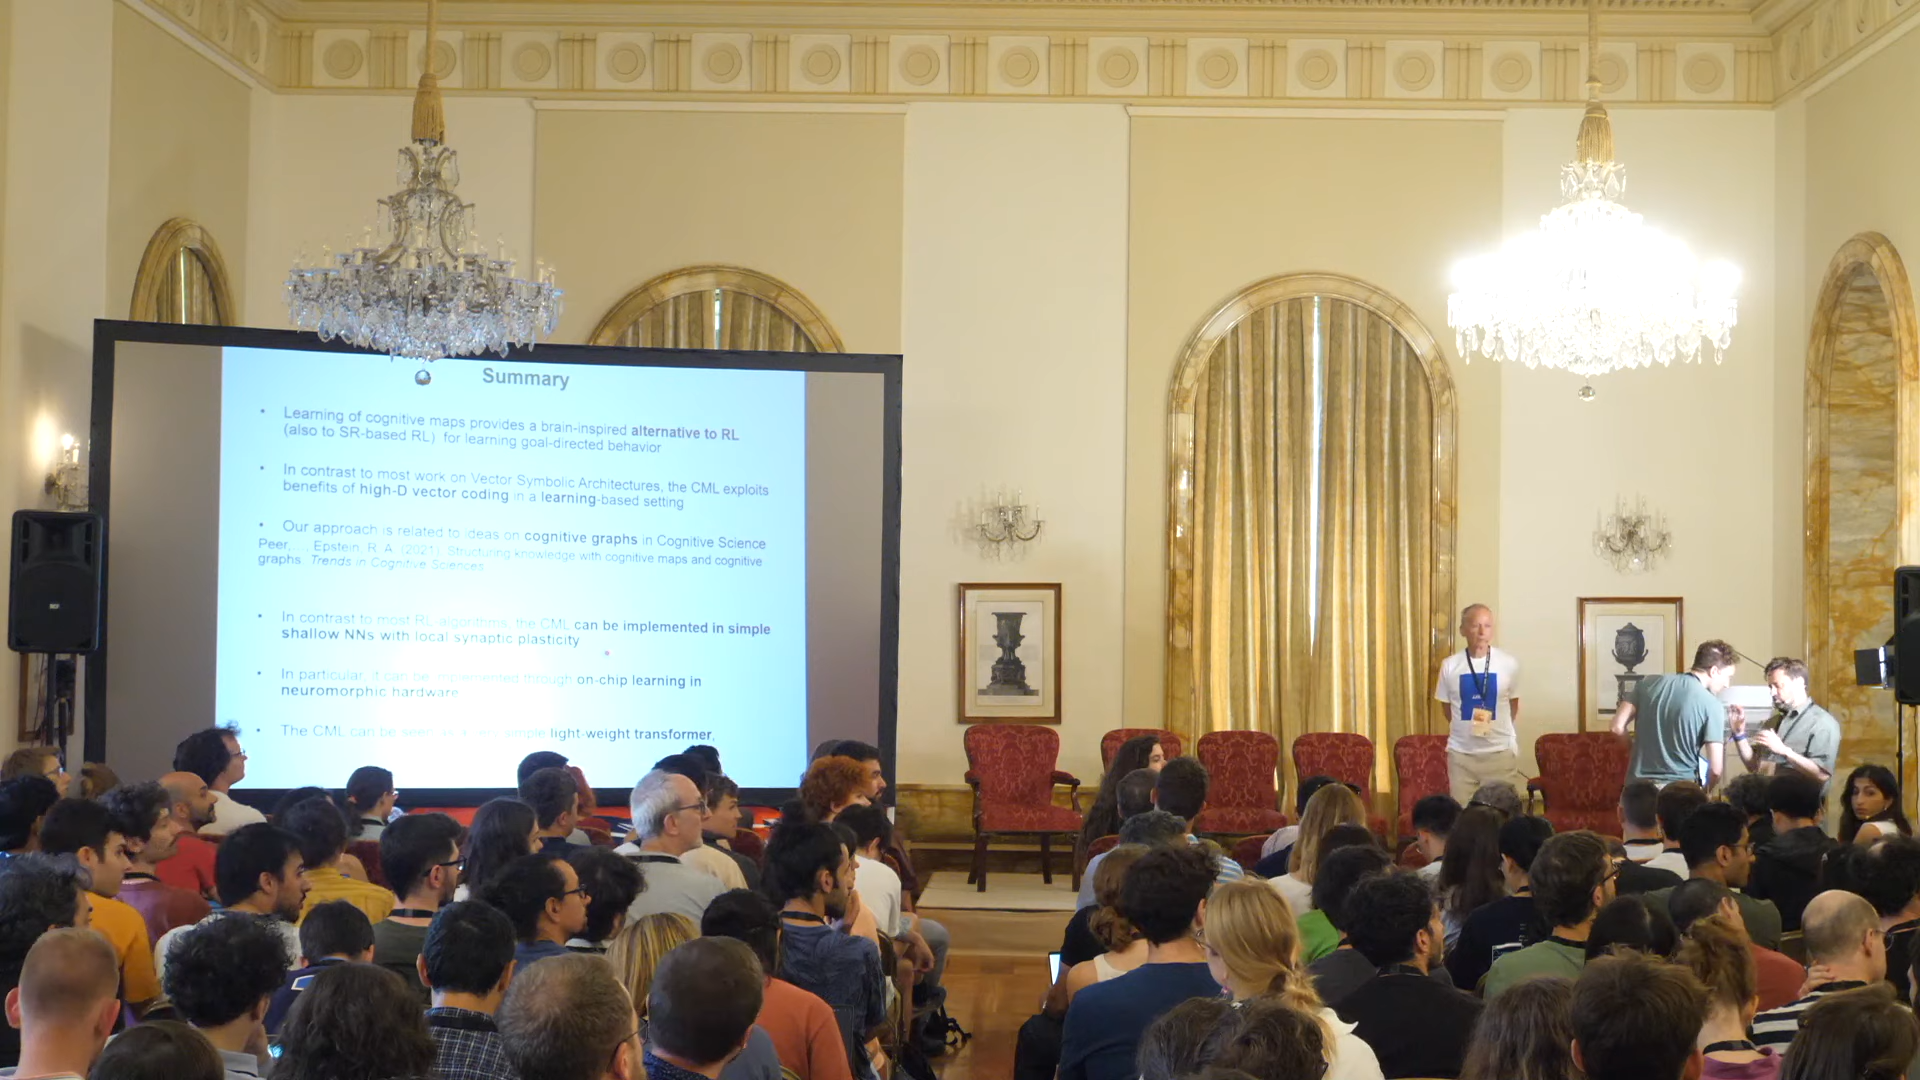 Summary
• Learning of cognitive maps provides a brain-inspired alternative to RL
(also to SR-based RL) for learning goal-directed behavior
• In contrast to most work on Vector Symbolic Architectures, the CML exploits
benefits of high-D vector coding in a learning-based setting
• Our approach is related to ideas on cognitive graphs in Cognitive Science
Peer, ..., Epstein, R. A. (2021). Structuring knowledge with cognitive maps and cognitive
graphs. Trends in Cognitive Sciences.
• In contrast to most RL algorithms, the CML can be implemented in simple
shallow NNs with local synaptic plasticity
• In particular, it can be implemented through on-chip learning in
neuromorphic hardware
• The CML can be seen simple light-weight transformer,